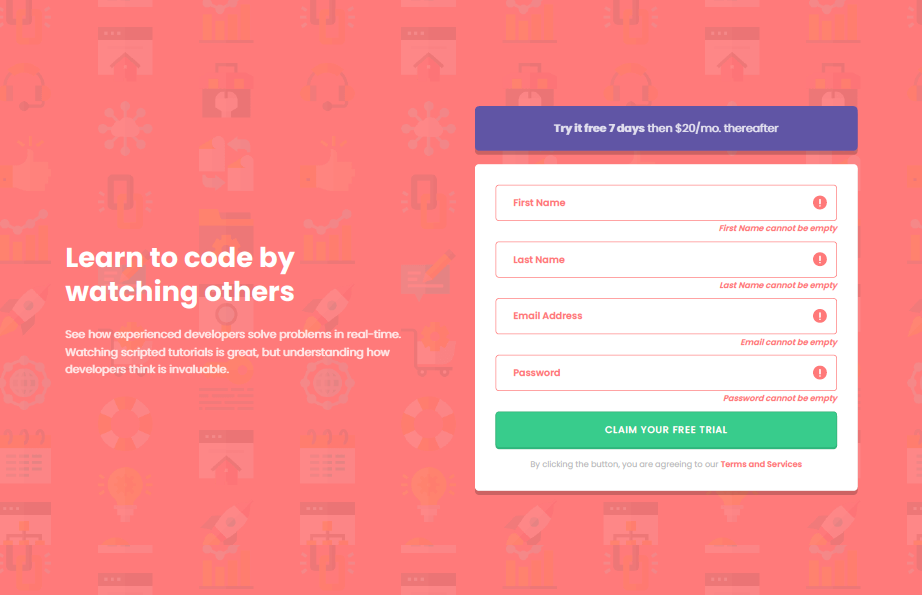 Learn to code by
watching others
See how experienced developers solve problems in real-time.
Watching scripted tutorials is great, but understanding how
developers think is invaluable.
Try it free 7 days then $20/mo. thereafter
First Name
First Name cannot be empty
Last Name
Last Name cannot be empty
Email Address
Email cannot be empty
Password
Password cannot be empty
CLAIM YOUR FREE TRIAL
By clicking the button, you are agreeing to our Terms and Services